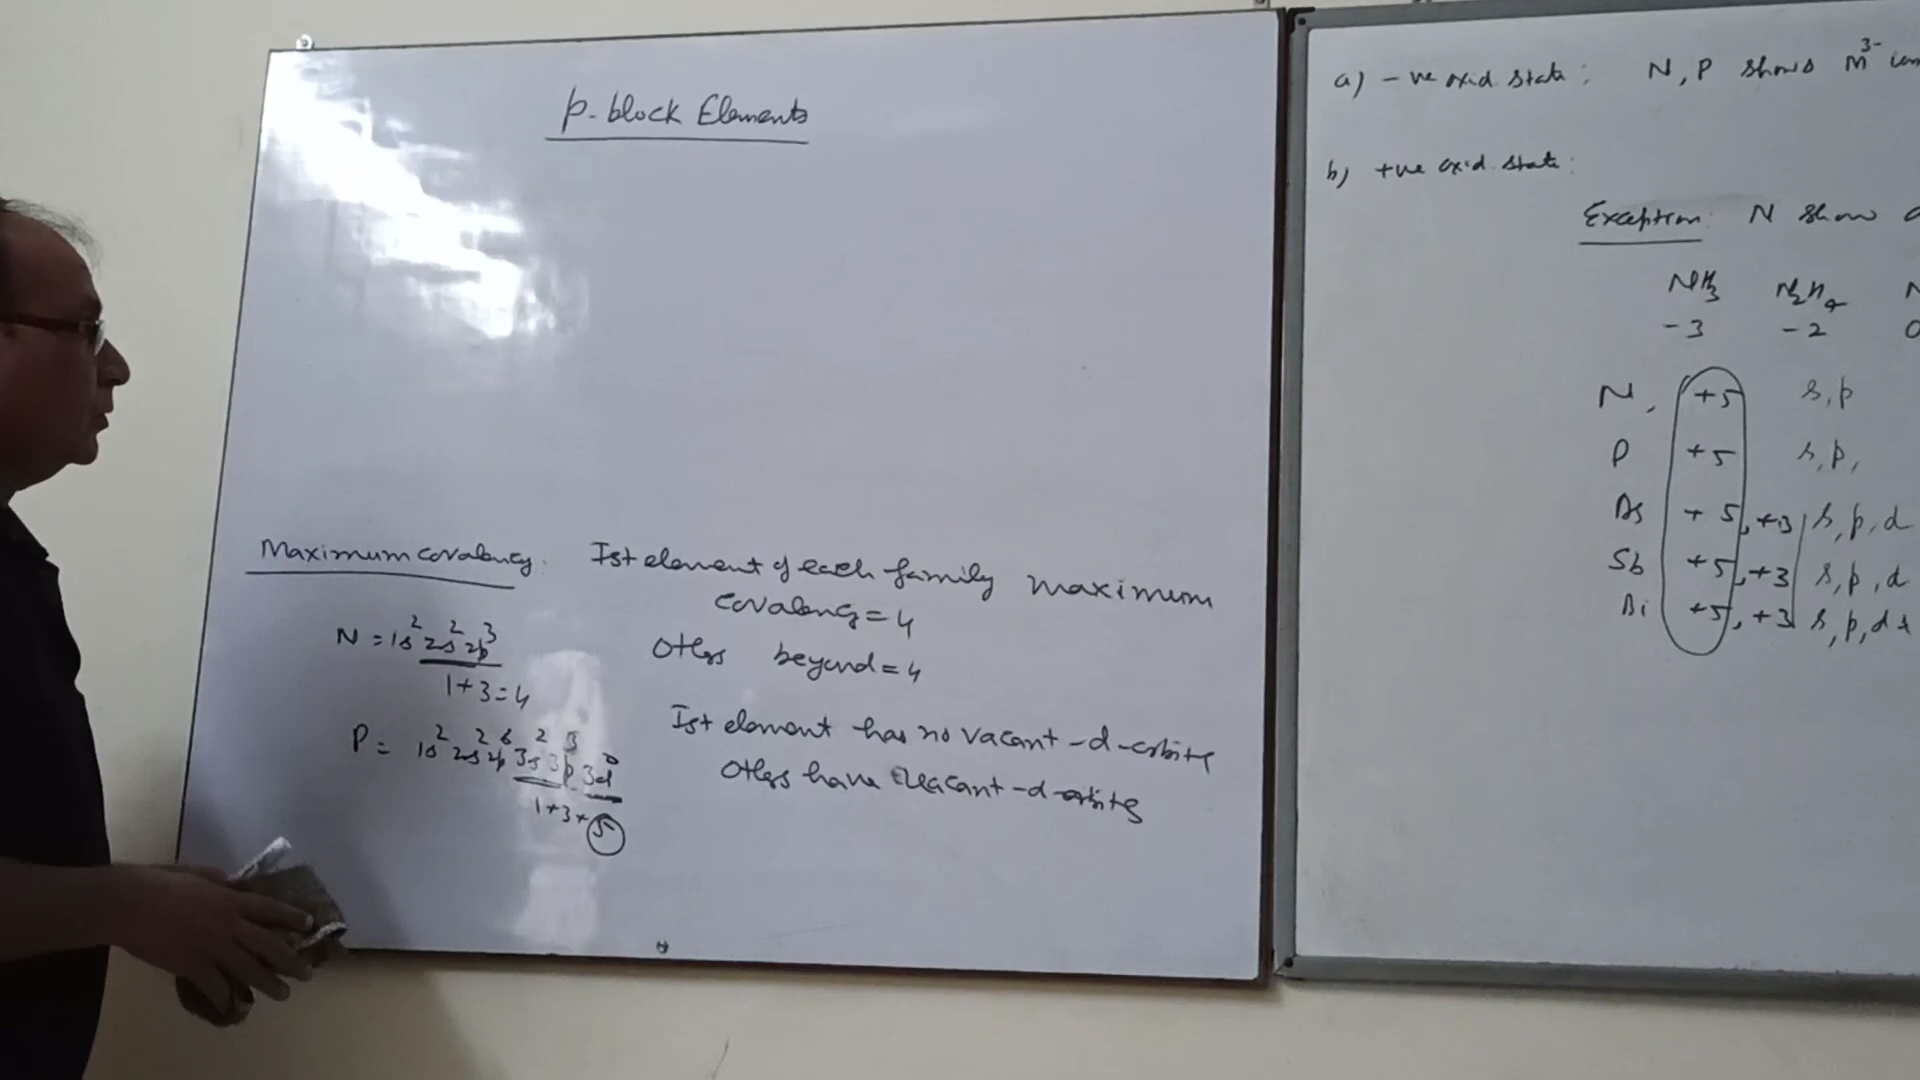 p-block Elements
Maximum covalency: Ist element of each family maximum
covalency = 4
Others beyond = 4
N = 1s² 2s² 2p³
1+3=4
P = 1s² 2s² 2p⁶ 3s² 3p³ 3d⁰
1+3+5
Ist element has no vacant -d-
Others have vacant -d-
a) -ve oxid. state: N, P shows M³⁻
b) +ve oxid. state:
Exception: N show
NH₃ N₂H₄ N
-3 -2 0
N, +5 s, p
P +5 s, p,
As +5, +3 s, p, d
Sb +5, +3 s, p, d
Bi +5, +3 s, p, d